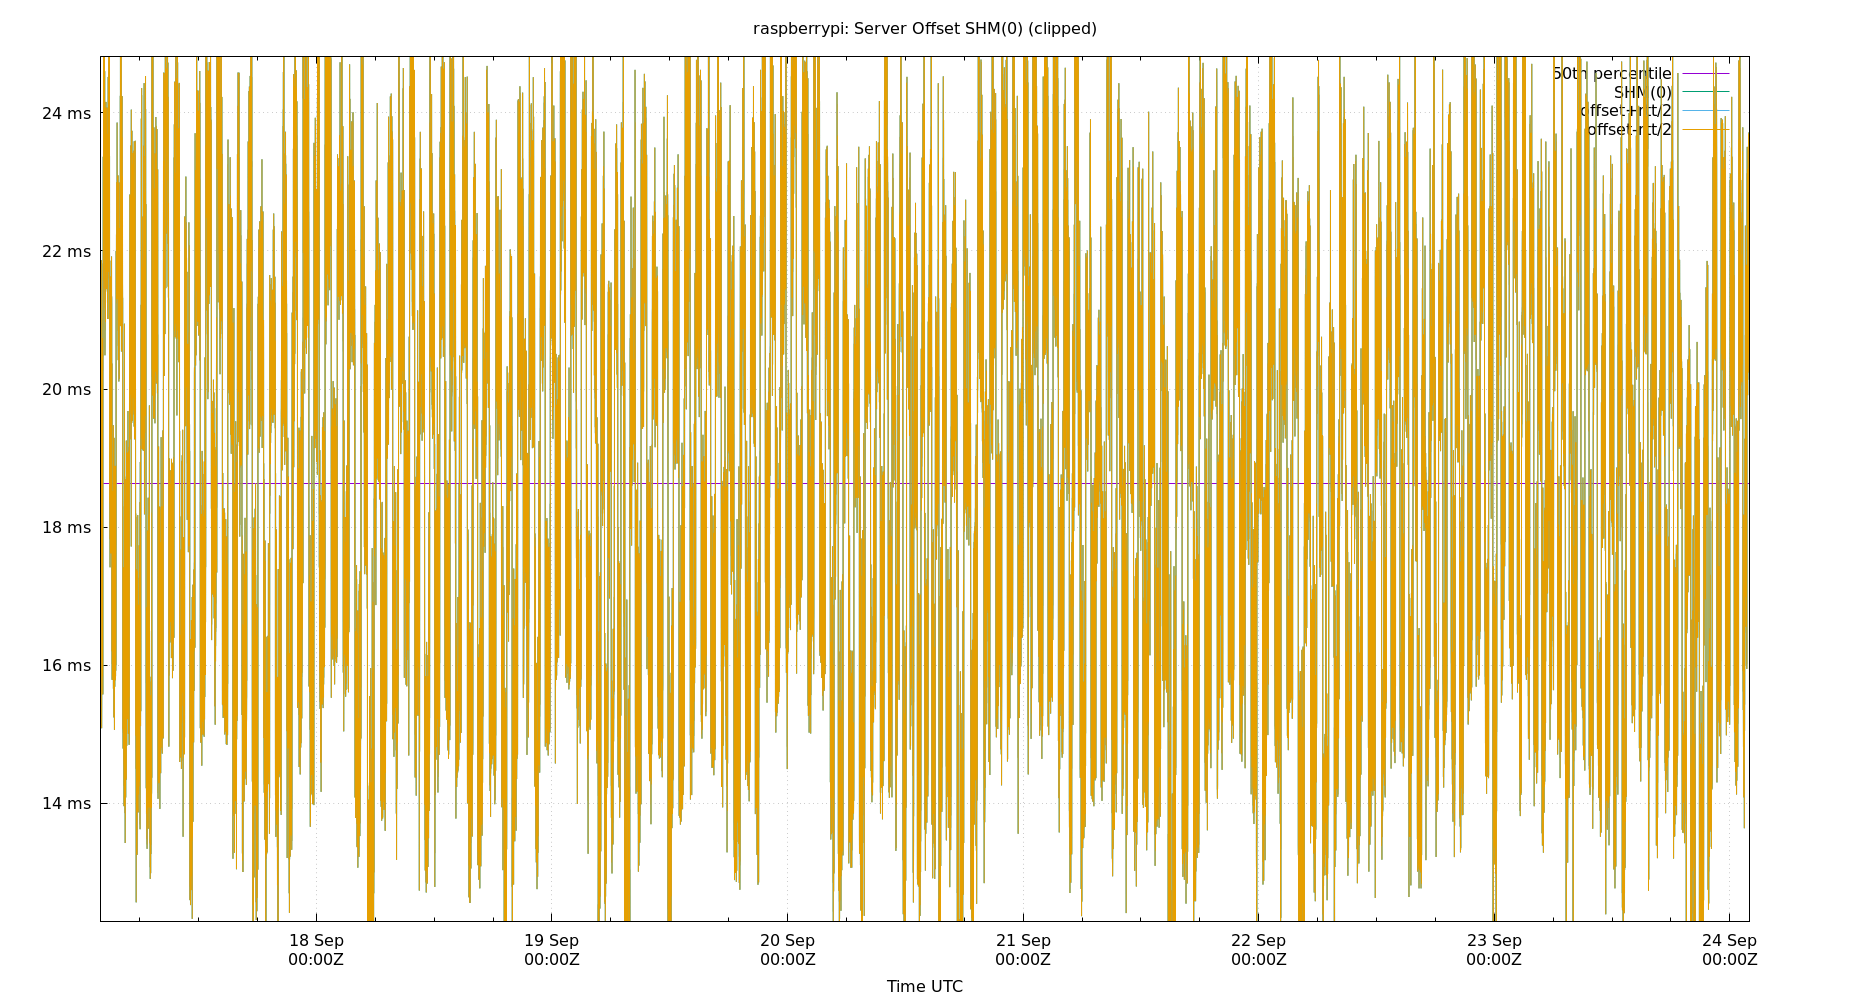 raspberrypi: Server Offset SHM(0) (clipped)
50th percentile
SHM(0)
offset+rtt/2
offset-rtt/2
24 ms
22 ms
20 ms
18 ms
16 ms
14 ms
18 Sep
00:00Z
19 Sep
00:00Z
20 Sep
00:00Z
21 Sep
00:00Z
22 Sep
00:00Z
23 Sep
00:00Z
24 Sep
00:00Z
Time UTC